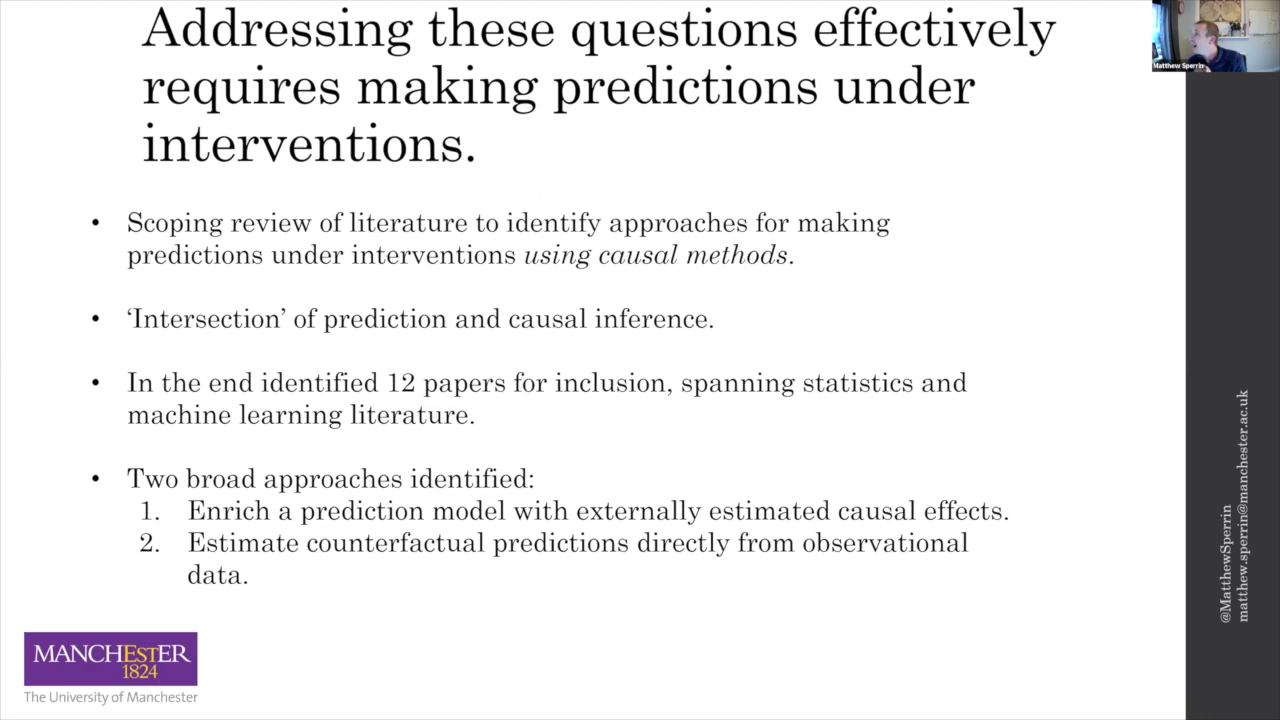 Addressing these questions effectively
requires making predictions under
interventions.
Matthew Sperrin
• Scoping review of literature to identify approaches for making
predictions under interventions using causal methods.
• ‘Intersection’ of prediction and causal inference.
• In the end identified 12 papers for inclusion, spanning statistics and
machine learning literature.
• Two broad approaches identified:
1. Enrich a prediction model with externally estimated causal effects.
2. Estimate counterfactual predictions directly from observational
data.
@MatthewSperrin
matthew.sperrin@manchester.ac.uk
MANCHESTER
1824
The University of Manchester